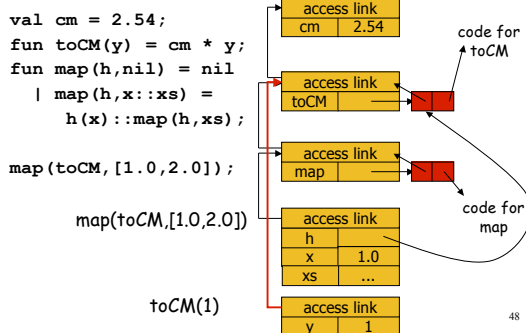 val cm = 2.54;
fun toCM(y) = cm * y;
fun map(h,nil) = nil
| map(h,x::xs) =
h(x)::map(h,xs);
map(toCM,[1.0,2.0]);
map(toCM,[1.0,2.0])
toCM(1)
access link
cm 2.54
access link
toCM
access link
map
access link
h
x 1.0
xs ...
access link
y 1
code for
toCM
code for
map
48